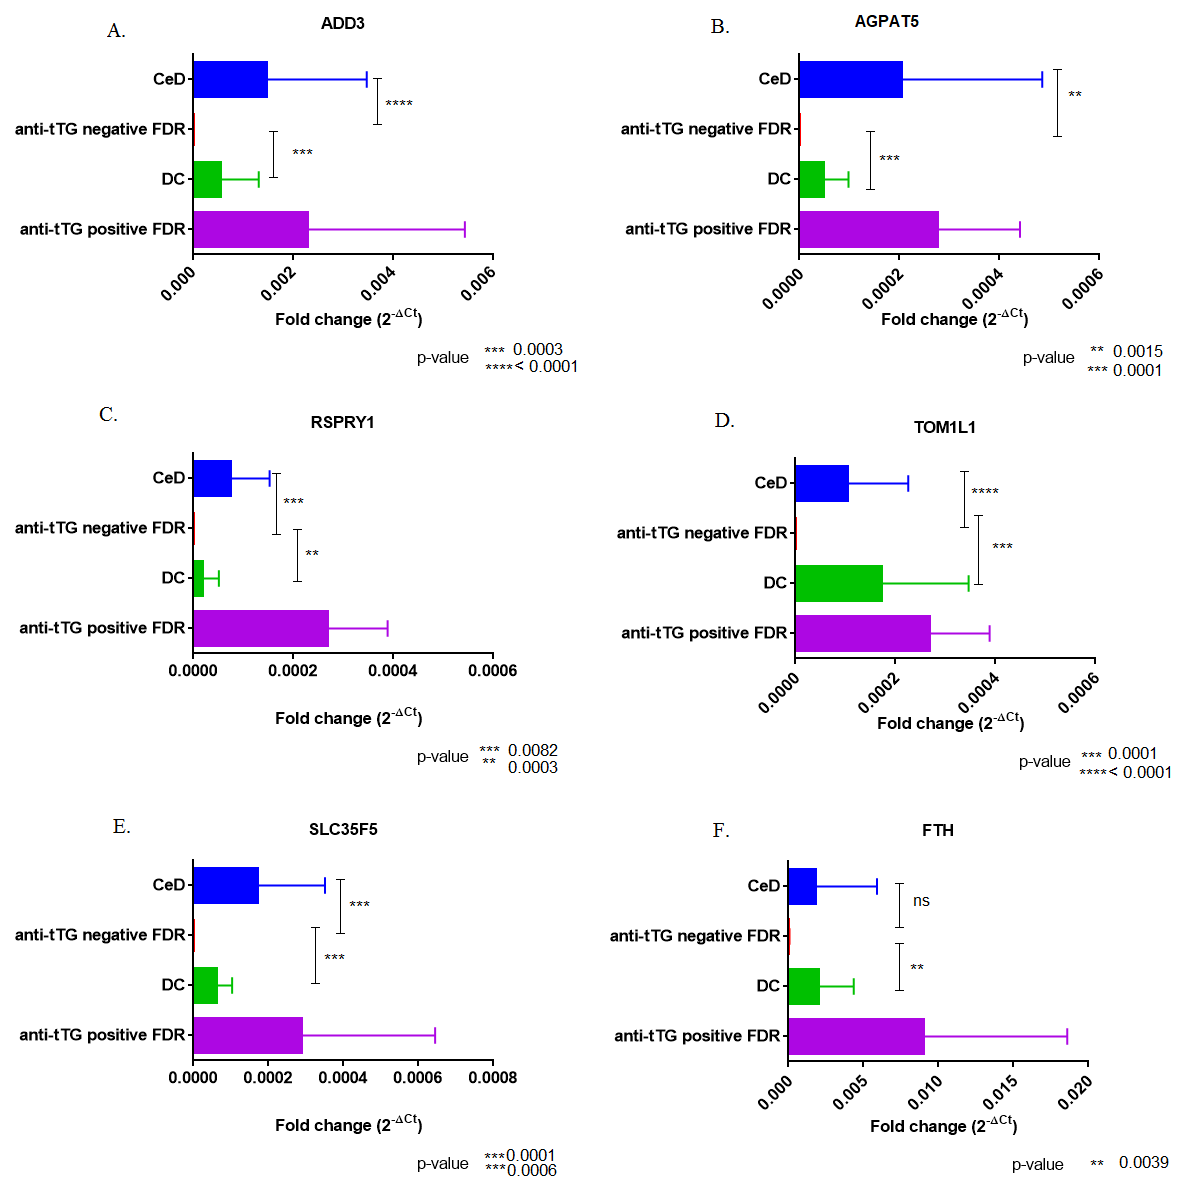 A.
ADD3
CeD
****
anti-tTG negative FDR
***
DC
anti-tTG positive FDR
0.000 0.002 0.004 0.006
Fold change (2-ΔCt)
p-value *** 0.0003
**** < 0.0001
B.
AGPAT5
CeD
**
anti-tTG negative FDR
***
DC
anti-tTG positive FDR
0.0000 0.0002 0.0004 0.0006
Fold change (2-ΔCt)
p-value ** 0.0015
*** 0.0001
C.
RSPRY1
CeD
***
anti-tTG negative FDR
**
DC
anti-tTG positive FDR
0.0000 0.0002 0.0004 0.0006
Fold change (2-ΔCt)
p-value *** 0.0082
** 0.0003
D.
TOM1L1
CeD
****
anti-tTG negative FDR
***
DC
anti-tTG positive FDR
0.0000 0.0002 0.0004 0.0006
Fold change (2-ΔCt)
p-value *** 0.0001
**** < 0.0001
E.
SLC35F5
CeD
***
anti-tTG negative FDR
***
DC
anti-tTG positive FDR
0.0000 0.0002 0.0004 0.0006 0.0008
Fold change (2-ΔCt)
p-value *** 0.0001
*** 0.0006
F.
FTH
CeD
ns
anti-tTG negative FDR
**
DC
anti-tTG positive FDR
0.000 0.005 0.010 0.015 0.020
Fold change (2-ΔCt)
p-value ** 0.0039